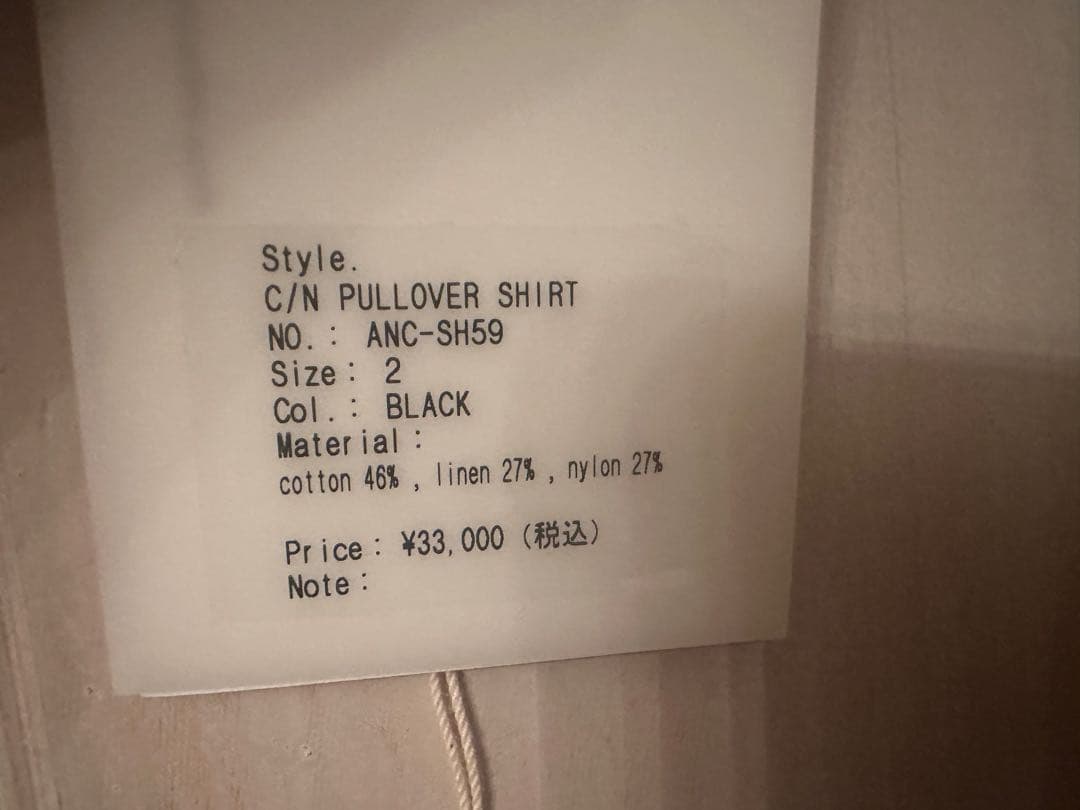 Style.
C/N PULLOVER SHIRT
NO.: ANC-SH59
Size: 2
Col.: BLACK
Material:
cotton 46% , linen 27% , nylon 27%
Price: ¥33,000 (税込)
Note: